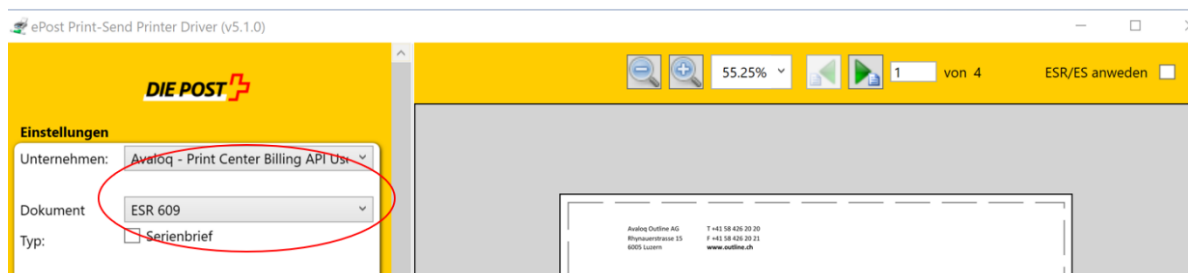 ePost Print-Send Printer Driver (v5.1.0)
DIE POST
55.25%
1
von 4
ESR/ES anweden
Einstellungen
Unternehmen:
Avaloq - Print Center Billing API Us
Dokument
ESR 609
Typ:
Serienbrief
Avaloq Outline AG
Rhynauerstrasse 15
6005 Luzern
T +41 58 426 20 20
F +41 58 426 20 21
www.outline.ch